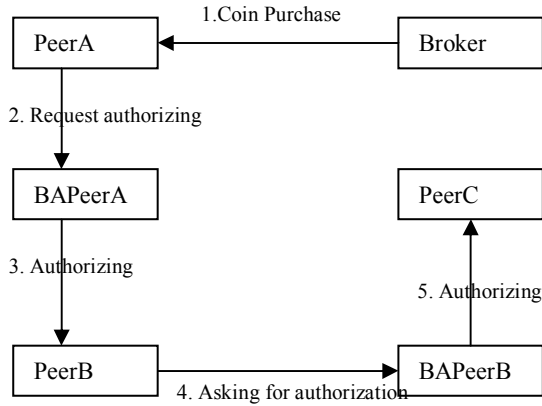 1.Coin Purchase
PeerA
Broker
2. Request authorizing
BAPeerA
PeerC
3. Authorizing
5. Authorizing
PeerB
BAPeerB
4. Asking for authorization